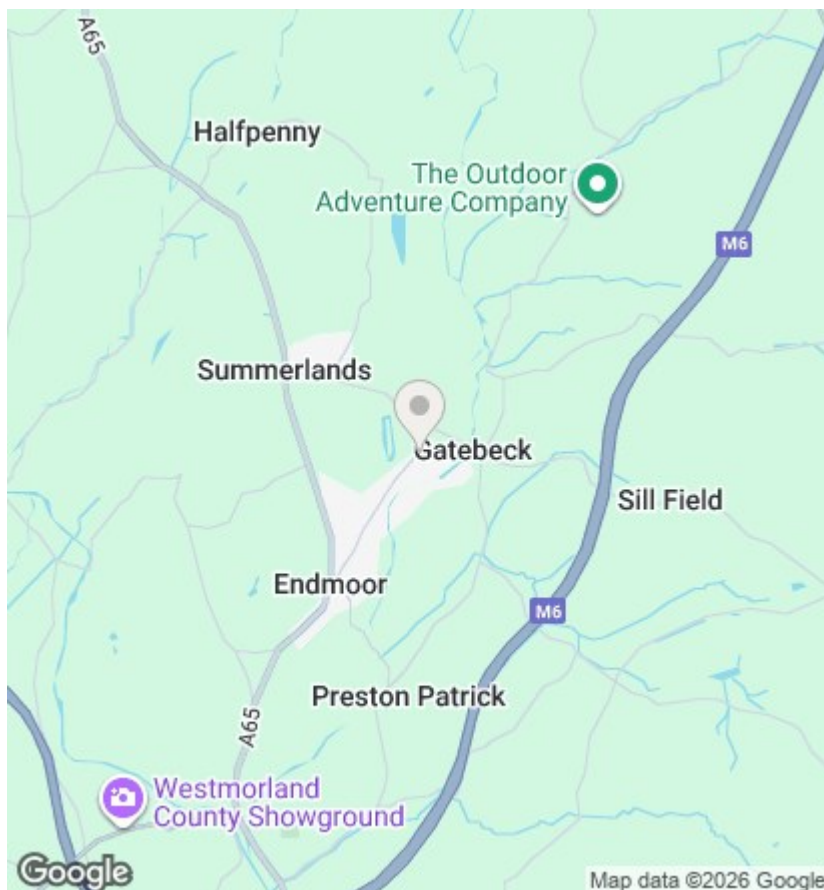 A65
Halfpenny
The Outdoor
Adventure Company
M6
Summerlands
Gatebeck
Sill Field
Endmoor
M6
Preston Patrick
A65
Westmorland
County Showground
Google
Map data ©2026 Google